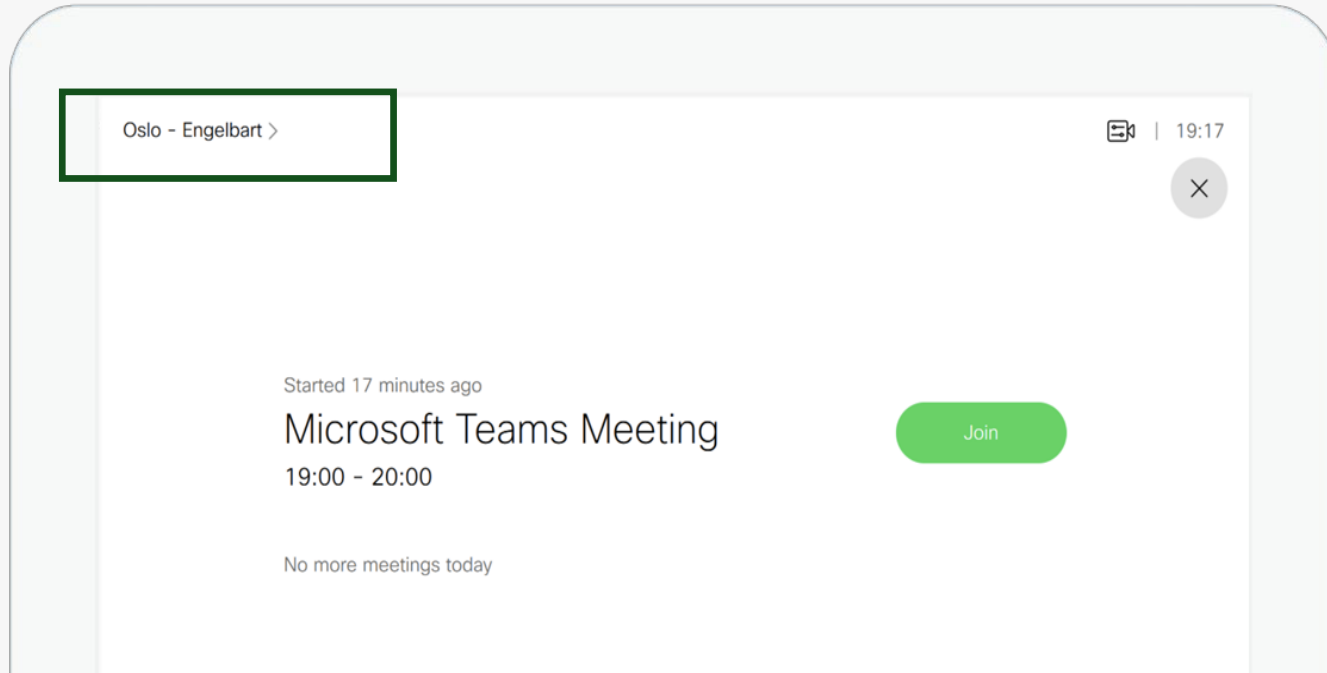 Oslo - Engelbart >
| 19:17
Started 17 minutes ago
Microsoft Teams Meeting
Join
19:00 - 20:00
No more meetings today